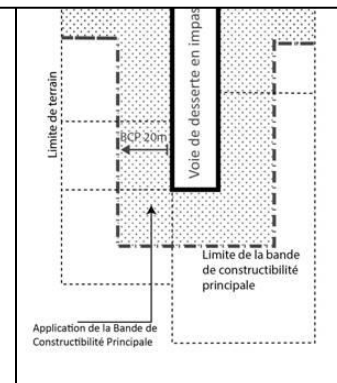 Voie de desserte en impas
Limite de terrain
BCP 20m
Limite de la bande
de constructibilité
principale
Application de la Bande de
Constructibilité Principale